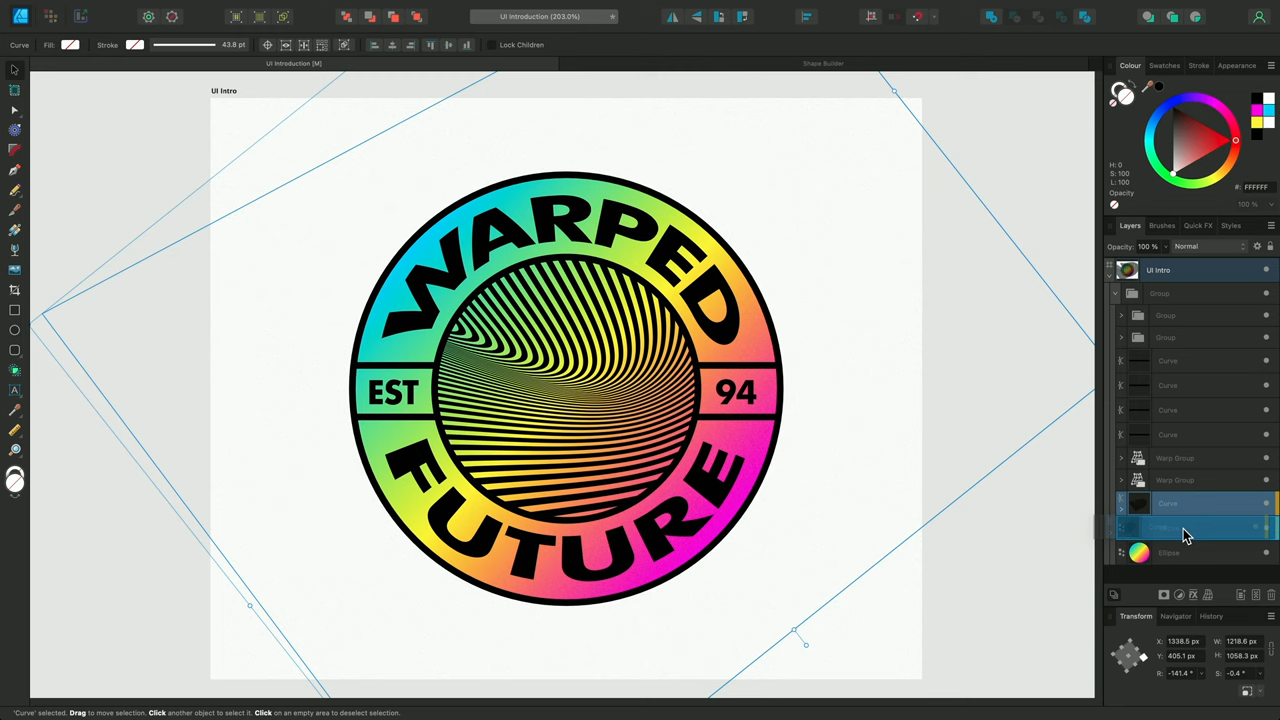 UI Introduction (203.0%)
Curve Fill: Stroke 43.8 pt Lock Children
UI Introduction [M] Shape Builder
UI Intro
WARPED
EST 94
FUTURE
Colour Swatches Stroke Appearance
H: 0
S: 100
L: 100
#: FFFFFF
Opacity
100 %
Layers Brushes Quick FX Styles
Opacity: 100 % Normal
UI Intro
Group
Group
Group
Curve
Curve
Curve
Curve
Warp Group
Warp Group
Curve
Ellipse
Transform Navigator History
X: 1338.5 px W: 1218.6 px
Y: 405.1 px H: 1058.3 px
R: -141.4 ° S: -0.4 °
'Curve' selected. Drag to move selection. Click another object to select it. Click on an empty area to deselect selection.